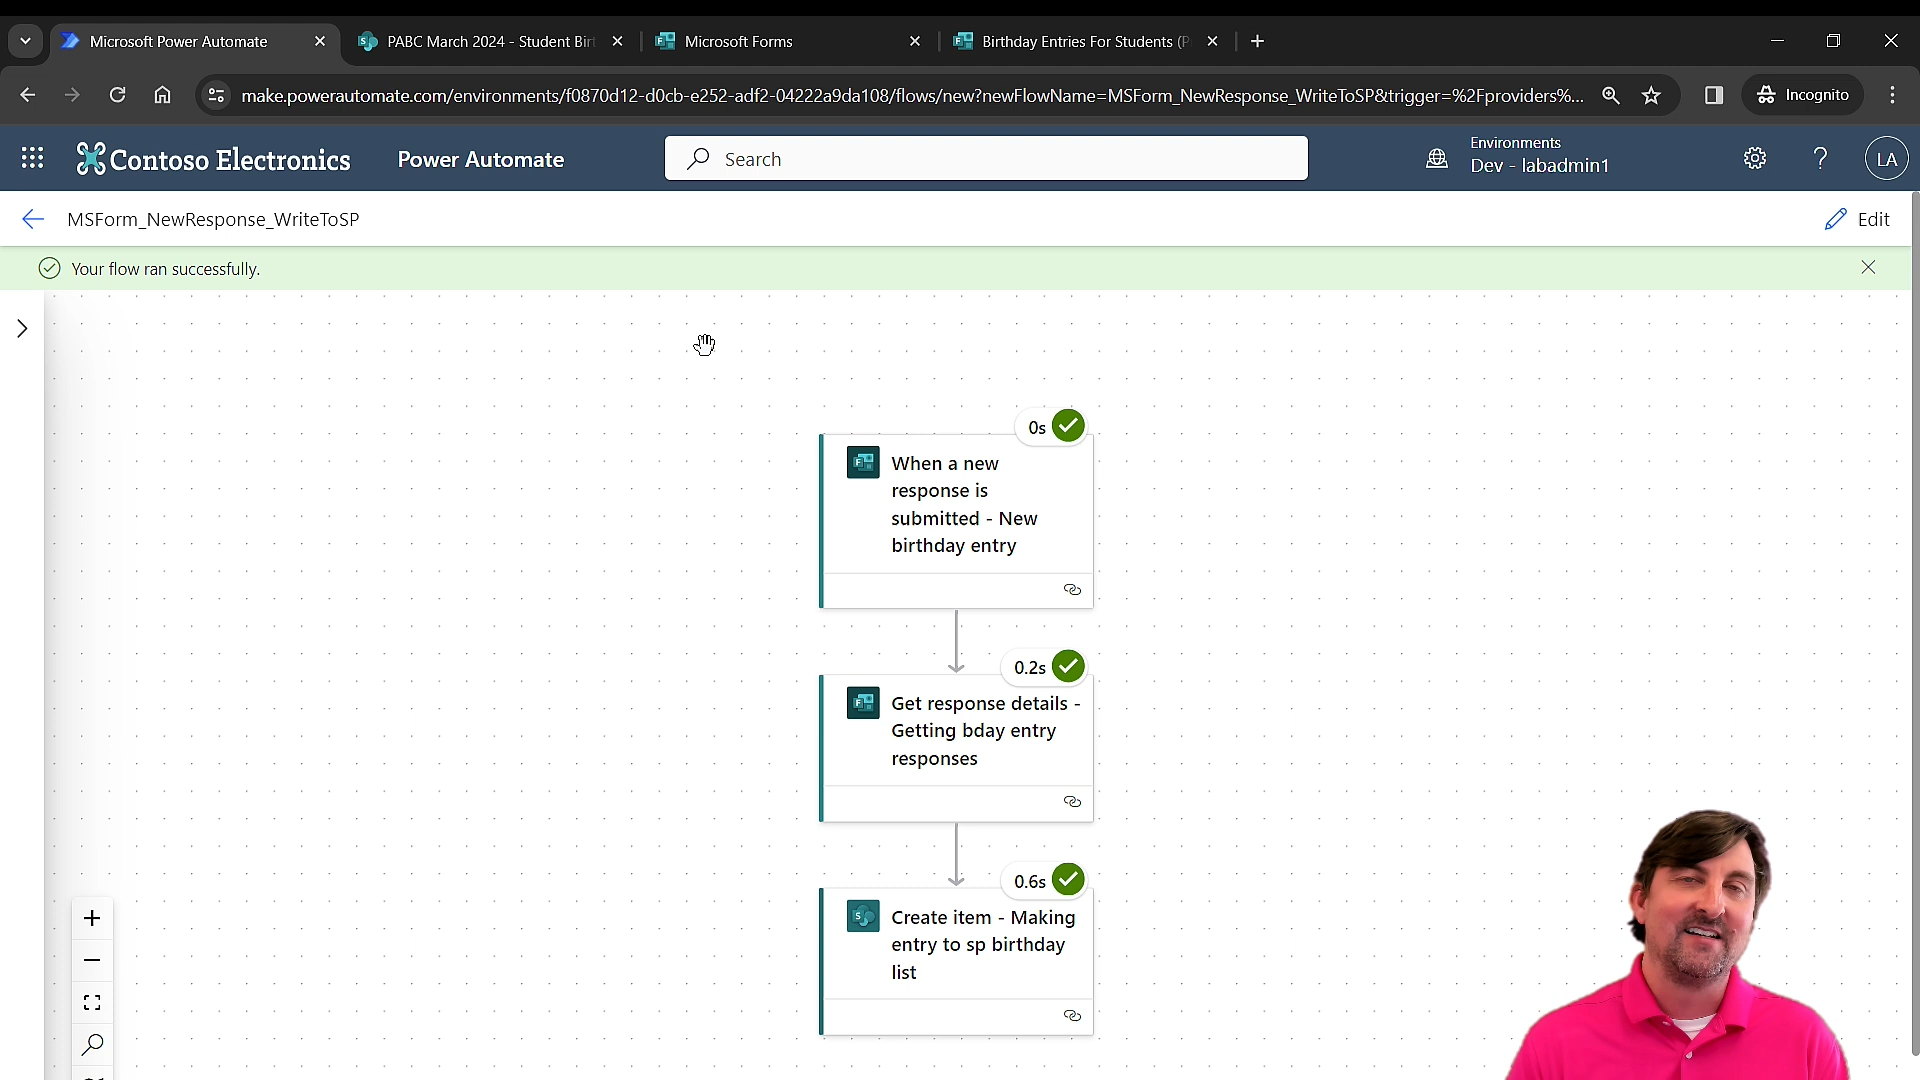 Microsoft Power Automate
PABC March 2024 - Student Bir
Microsoft Forms
Birthday Entries For Students (P
make.powerautomate.com/environments/f0870d12-d0cb-e252-adf2-04222a9da108/flows/new?newFlowName=MSForm_NewResponse_WriteToSP&trigger=%2Fproviders%...
Incognito
Contoso Electronics
Power Automate
Search
Environments
Dev - labadmin1
LA
MSForm_NewResponse_WriteToSP
Edit
Your flow ran successfully.
0s
When a new
response is
submitted - New
birthday entry
0.2s
Get response details -
Getting bday entry
responses
0.6s
Create item - Making
entry to sp birthday
list